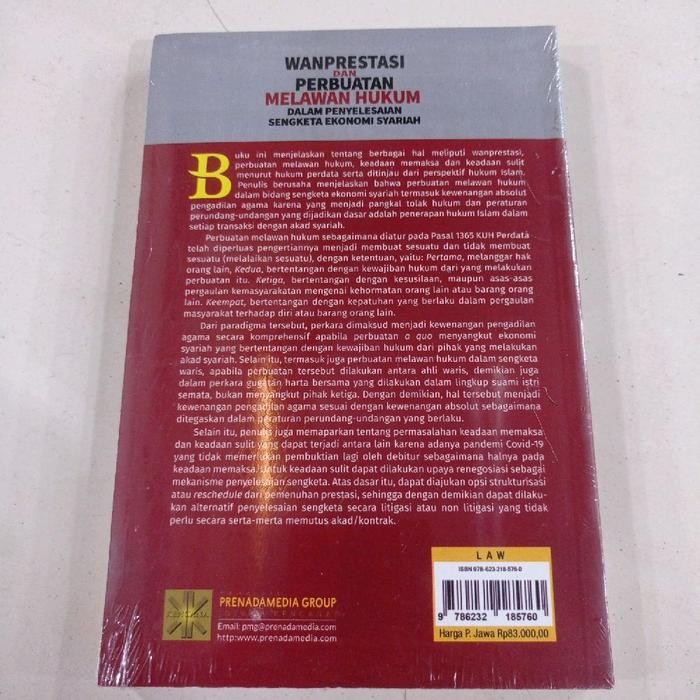 WANPRESTASI
DAN
PERBUATAN
MELAWAN HUKUM
DALAM PENYELESAIAN
SENGKETA EKONOMI SYARIAH
Buku ini menjelaskan tentang berbagai hal meliputi wanprestasi,
perbuatan melawan hukum, keadaan memaksa dan keadaan sulit
menurut hukum perdata serta ditinjau dari perspektif hukum Islam.
Penulis berusaha menjelaskan bahwa perbuatan melawan hukum
dalam bidang sengketa ekonomi syariah termasuk kewenangan absolut
pengadilan agama karena yang menjadi pangkal tolak hukum dan peraturan
perundang-undangan yang dijadikan dasar adalah penerapan hukum Islam dalam
setiap transaksi dengan akad syariah.
Perbuatan melawan hukum sebagaimana diatur pada Pasal 1365 KUH Perdata
telah diperluas pengertiannya menjadi membuat sesuatu dan tidak membuat
sesuatu (melalaikan sesuatu), dengan ketentuan, yaitu: Pertama, melanggar hak
orang lain, Kedua, bertentangan dengan kewajiban hukum dari yang melakukan
perbuatan itu. Ketiga, bertentangan dengan kesusilaan, maupun asas-asas
pergaulan kemasyarakatan mengenai kehormatan orang lain atau barang orang
lain. Keempat, bertentangan dengan kepatuhan yang berlaku dalam pergaulan
masyarakat terhadap diri atau barang orang lain.
Dari paradigma tersebut, perkara dimaksud menjadi kewenangan pengadilan
agama secara komprehensif apabila perbuatan a quo menyangkut ekonomi
syariah yang bertentangan dengan kewajiban hukum dari pihak yang melakukan
akad syariah. Selain itu, termasuk juga perbuatan melawan hukum dalam sengketa
waris, apabila perbuatan tersebut dilakukan antara ahli waris, demikian juga
dalam perkara gugatan harta bersama yang dilakukan dalam lingkup suami istri
semata, bukan menyangkut pihak ketiga. Dengan demikian, hal tersebut menjadi
kewenangan pengadilan agama sesuai dengan kewenangan absolut sebagaimana
ditegaskan dalam peraturan perundang-undangan yang berlaku.
Selain itu, penulis juga memaparkan tentang permasalahan keadaan memaksa
dan keadaan sulit yang dapat terjadi antara lain karena adanya pandemi Covid-19
yang tidak memerlukan pembuktian lagi oleh debitur sebagaimana halnya pada
keadaan memaksa. Untuk keadaan sulit dapat dilakukan upaya renegosiasi sebagai
mekanisme penyelesaian sengketa. Atas dasar itu, dapat diajukan opsi strukturisasi
atau reschedule dari pemenuhan prestasi, sehingga dengan demikian dapat dilaku-
kan alternatif penyelesaian sengketa secara litigasi atau non litigasi yang tidak
perlu secara serta-merta memutus akad/kontrak.
KENCANA
PRENADAMEDIA GROUP
Email: pmg@prenadamedia.com
http:www.prenadamedia.com
LAW
ISBN 978-623-218-576-0
9 786232 185760
Harga P. Jawa Rp83.000,00